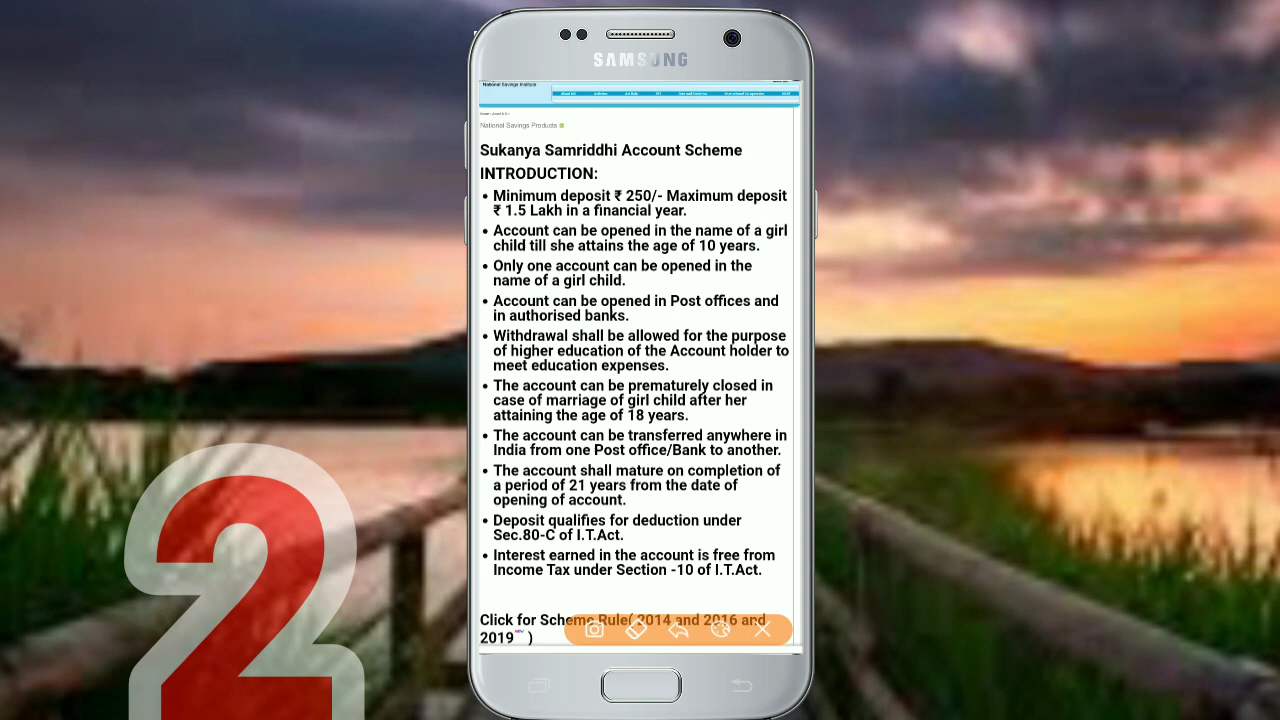 SAMSUNG
National Savings Institute
National Savings Products
Sukanya Samriddhi Account Scheme
INTRODUCTION:
• Minimum deposit ₹ 250/- Maximum deposit
₹ 1.5 Lakh in a financial year.
• Account can be opened in the name of a girl
child till she attains the age of 10 years.
• Only one account can be opened in the
name of a girl child.
• Account can be opened in Post offices and
in authorised banks.
• Withdrawal shall be allowed for the purpose
of higher education of the Account holder to
meet education expenses.
• The account can be prematurely closed in
case of marriage of girl child after her
attaining the age of 18 years.
• The account can be transferred anywhere in
India from one Post office/Bank to another.
• The account shall mature on completion of
a period of 21 years from the date of
opening of account.
• Deposit qualifies for deduction under
Sec.80-C of I.T.Act.
• Interest earned in the account is free from
Income Tax under Section -10 of I.T.Act.
Click for Scheme Rule( 2014 and 2016 and
2019 )
2